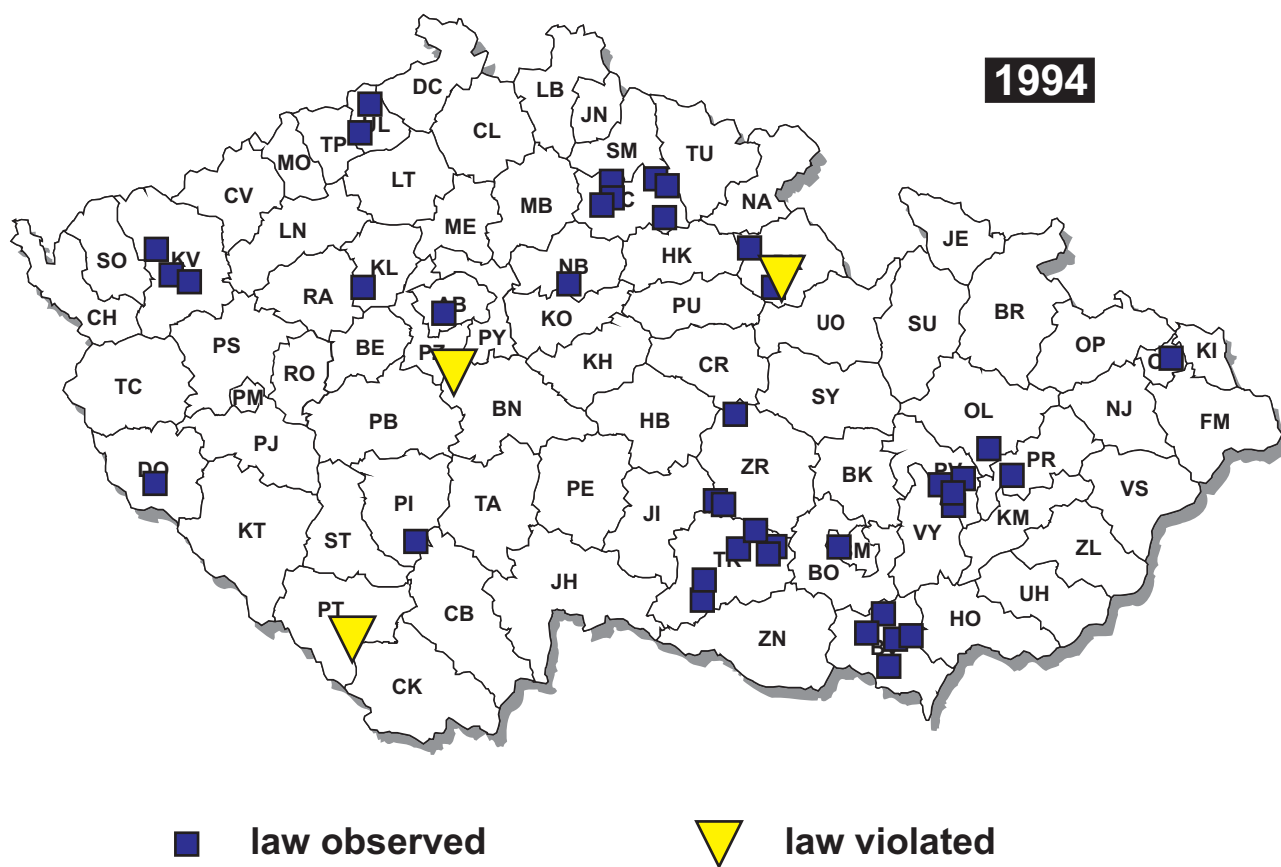 1994
DC
LB
JN
CL
TP
MO
SM
TU
LT
CV
MB
NA
ME
LN
JE
SO
KV
KL
NB
HK
RA
AB
CH
KO
PU
UO
SU
BR
PS
BE
PY
OP
KI
RO
KH
CR
TC
PM
BN
SY
PB
HB
OL
NJ
FM
PJ
ZR
PR
BK
PE
VS
PI
TA
JI
KM
KT
ST
VY
ZL
BO
JH
UH
PT
CB
HO
ZN
CK
law observed
law violated